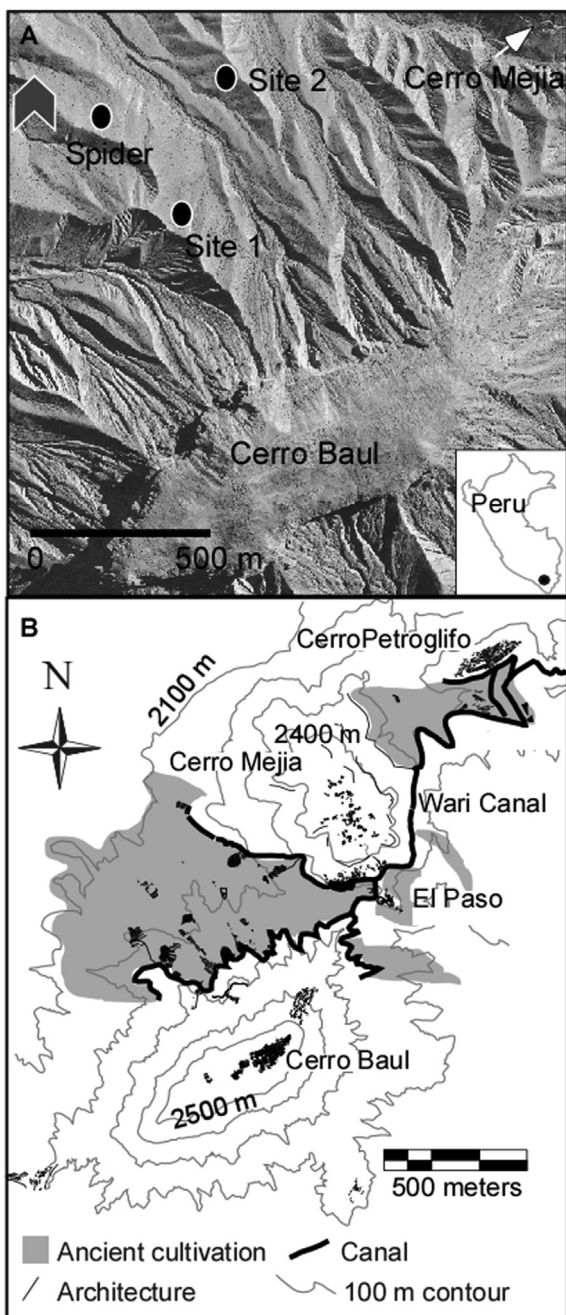 A
Site 2
Cerro Mejia
Spider
Site 1
Cerro Baul
Peru
0 500 m
B
CerroPetroglifo
N
2100 m
2400 m
Cerro Mejia
Wari Canal
El Paso
Cerro Baul
2500 m
500 meters
Ancient cultivation
Canal
Architecture
100 m contour